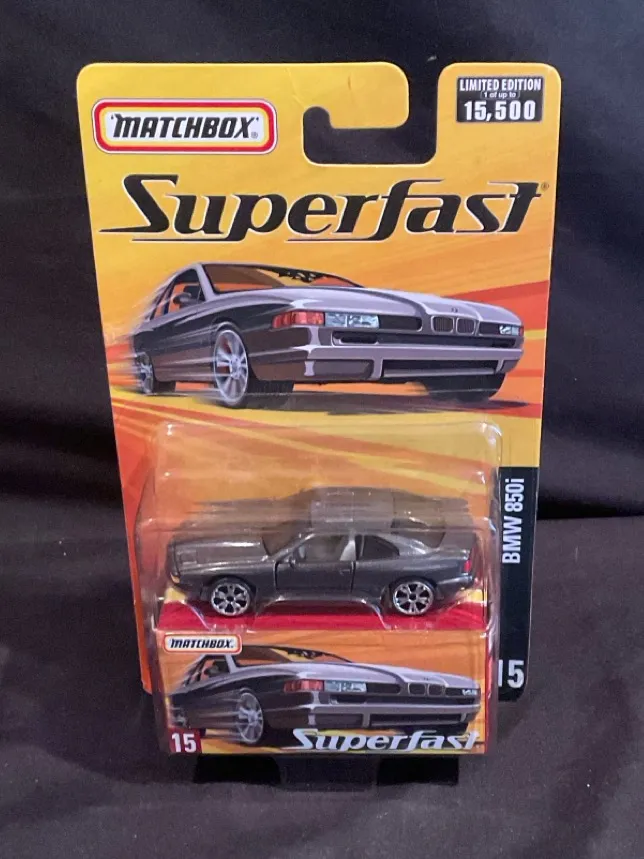 MATCHBOX
LIMITED EDITION
1 of up to
15,500
Superfast
BMW 850i
15
MATCHBOX
15
Superfast